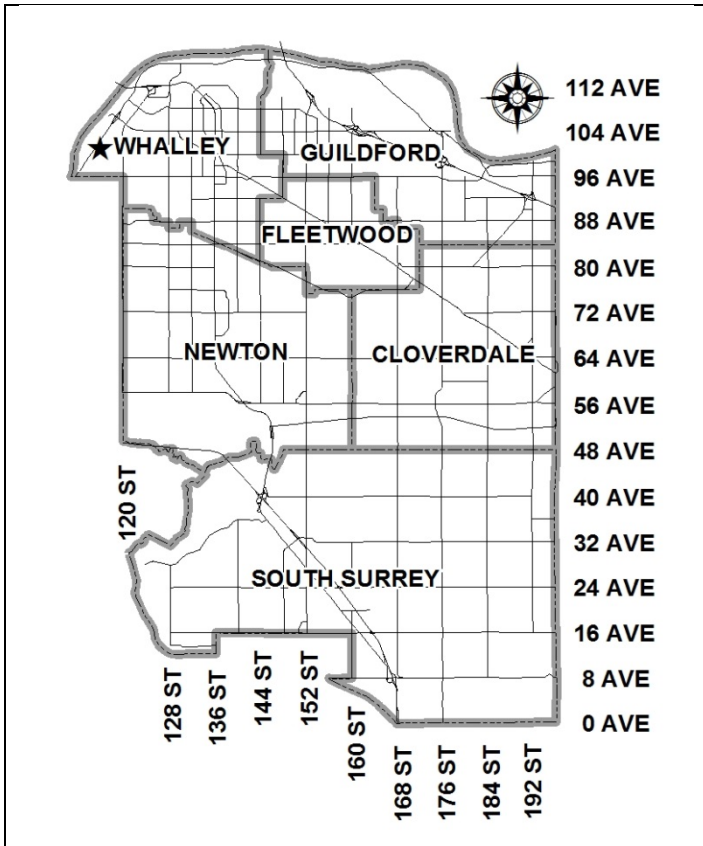 112 AVE
104 AVE
WHALLEY
GUILDFORD
96 AVE
88 AVE
FLEETWOOD
80 AVE
72 AVE
NEWTON
CLOVERDALE
64 AVE
56 AVE
48 AVE
120 ST
40 AVE
32 AVE
SOUTH SURREY
24 AVE
16 AVE
128 ST
136 ST
144 ST
152 ST
160 ST
8 AVE
0 AVE
168 ST
176 ST
184 ST
192 ST